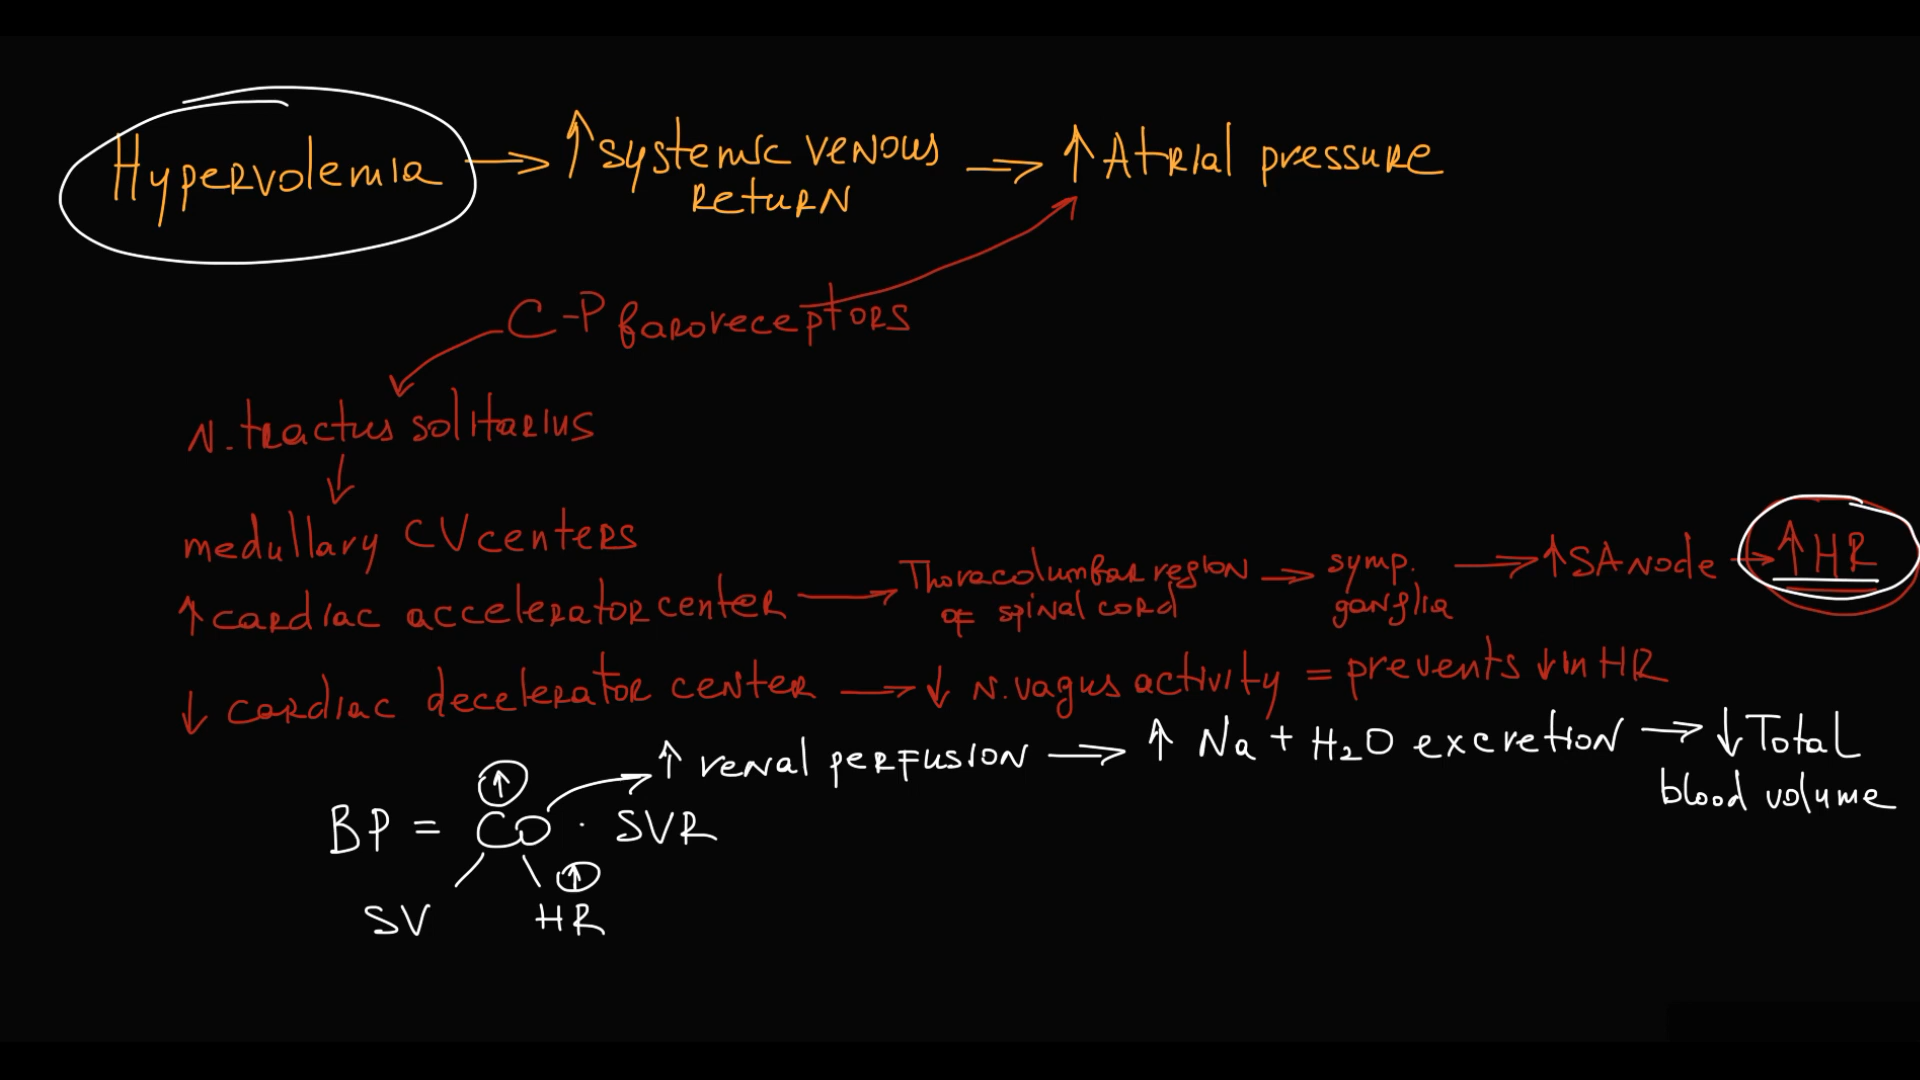 Hypervolemia → ↑ systemic venous → ↑ Atrial pressure
return
C-P baroreceptors
N. tractus solitarius
↓
medullary CV centers
↑ cardiac accelerator center → Thoracolumbar region → symp. → ↑ SA node → ↑ HR
of spinal cord ganglia
↓ cardiac decelerator center → ↓ N. vagus activity = prevents ↓ in HR
↑ renal perfusion → ↑ Na + H2O excretion → ↓ Total
blood volume
↑
BP = CO · SVR
↑
SV HR